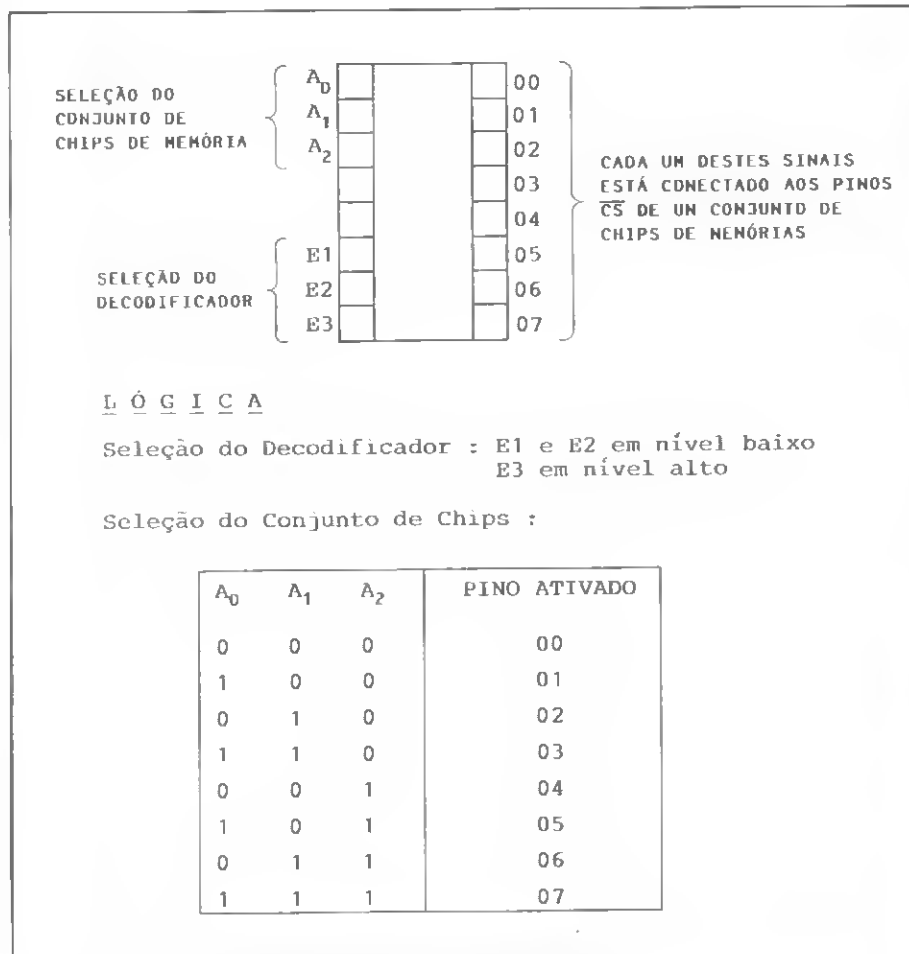 SELEÇÃO DO
CONJUNTO DE
CHIPS DE MEMÓRIA
A0
A1
A2
SELEÇÃO DO
DECODIFICADOR
E1
E2
E3
00
01
02
03
04
05
06
07
CADA UM DESTES SINAIS
ESTÁ CONECTADO AOS PINOS
C̅S̅ DE UN CONJUNTO DE
CHIPS DE NEMÓRIAS
L Ó G I C A
Seleção do Decodificador : E1 e E2 em nível baixo
E3 em nível alto
Seleção do Conjunto de Chips :
A0 A1 A2 PINO ATIVADO
0 0 0 00
1 0 0 01
0 1 0 02
1 1 0 03
0 0 1 04
1 0 1 05
0 1 1 06
1 1 1 07